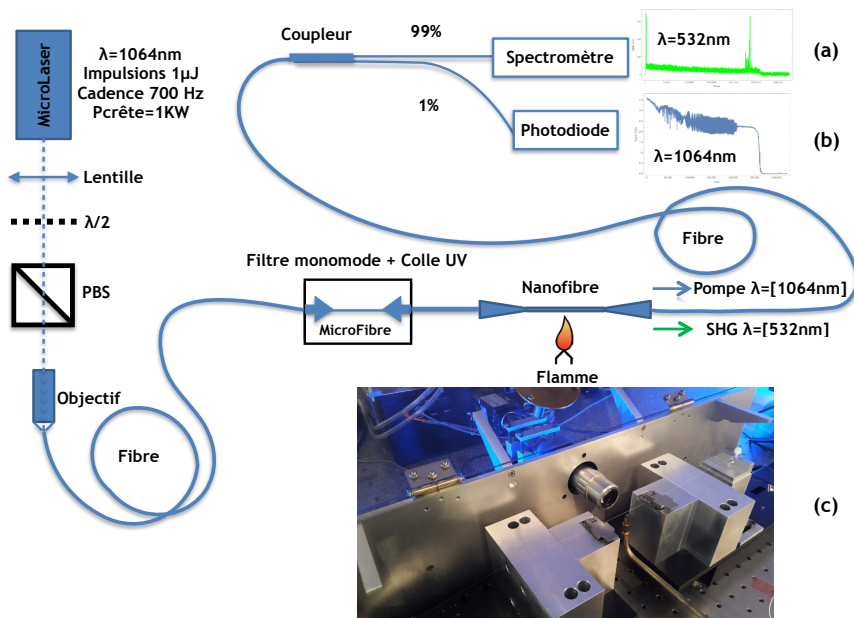 MicroLaser
λ=1064nm
Impulsions 1µJ
Cadence 700 Hz
Pcrête=1KW
Lentille
λ/2
PBS
Objectif
Fibre
Coupleur
99%
1%
Spectromètre
Photodiode
λ=532nm
(a)
λ=1064nm
(b)
Fibre
Filtre monomode + Colle UV
MicroFibre
Nanofibre
Pompe λ=[1064nm]
SHG λ=[532nm]
Flamme
(c)